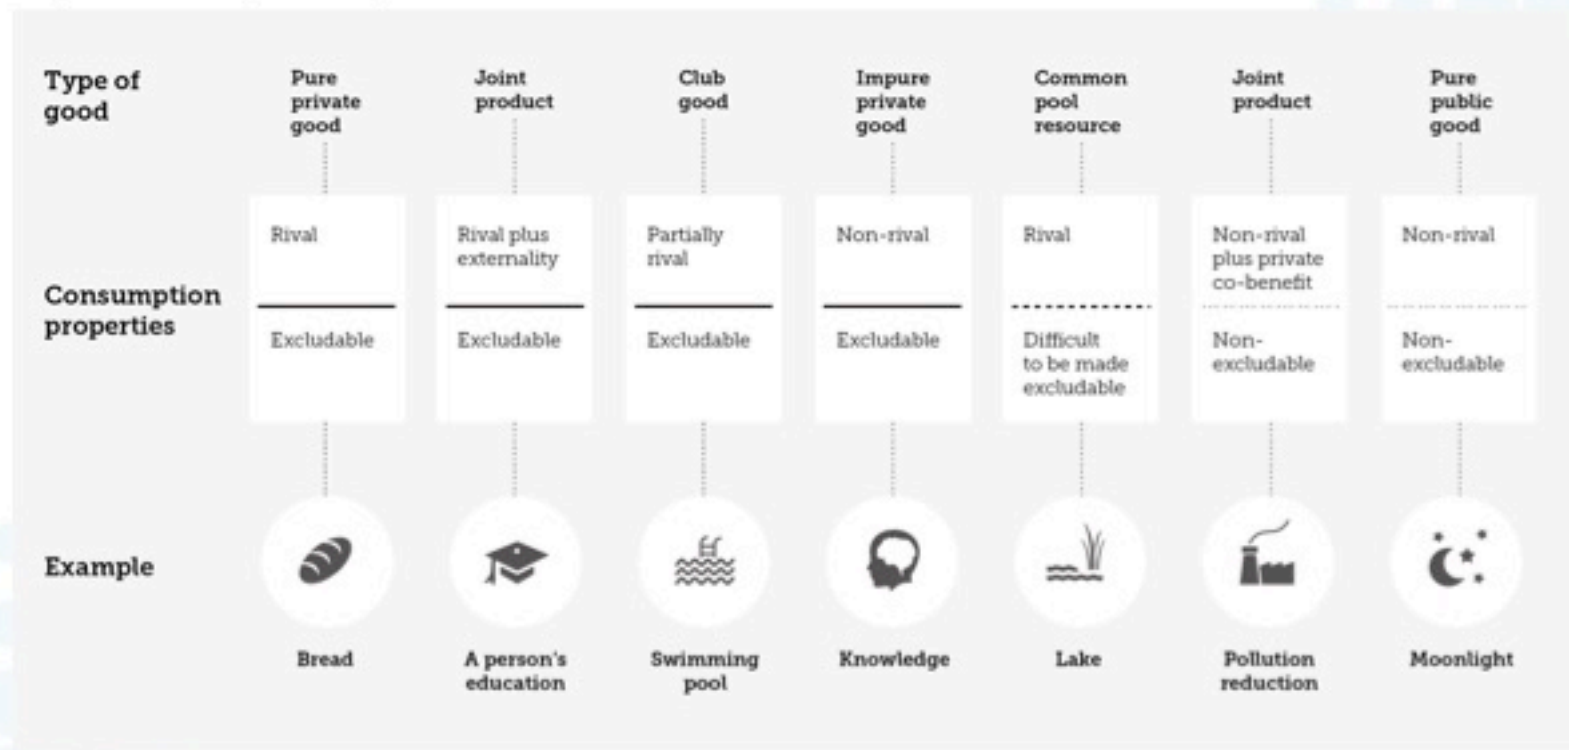 Type of
good
Pure
private
good
Joint
product
Club
good
Impure
private
good
Common
pool
resource
Joint
product
Pure
public
good
Consumption
properties
Rival
Excludable
Rival plus
externality
Excludable
Partially
rival
Excludable
Non-rival
Excludable
Rival
Difficult
to be made
excludable
Non-rival
plus private
co-benefit
Non-
excludable
Non-rival
Non-
excludable
Example
Bread
A person's
education
Swimming
pool
Knowledge
Lake
Pollution
reduction
Moonlight